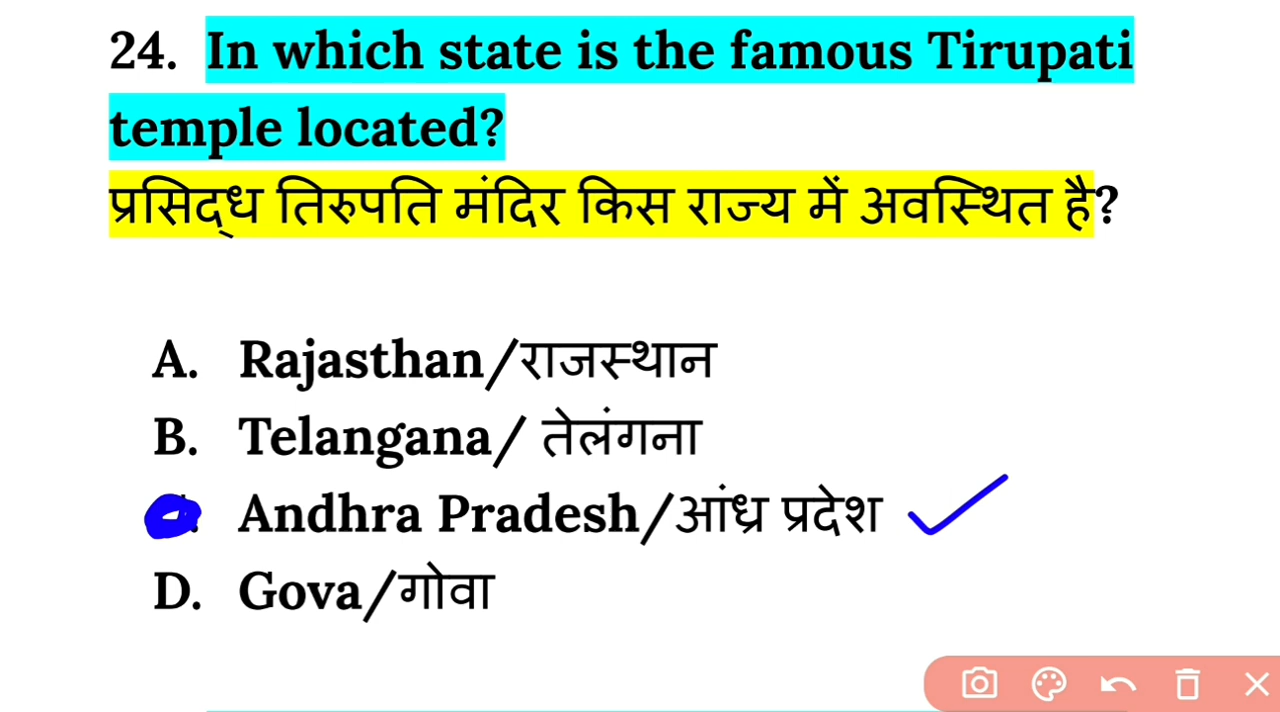 24. In which state is the famous Tirupati
temple located?
प्रसिद्ध तिरुपति मंदिर किस राज्य में अवस्थित है?
A. Rajasthan/राजस्थान
B. Telangana/ तेलंगना
Andhra Pradesh/आंध्र प्रदेश
D. Gova/गोवा